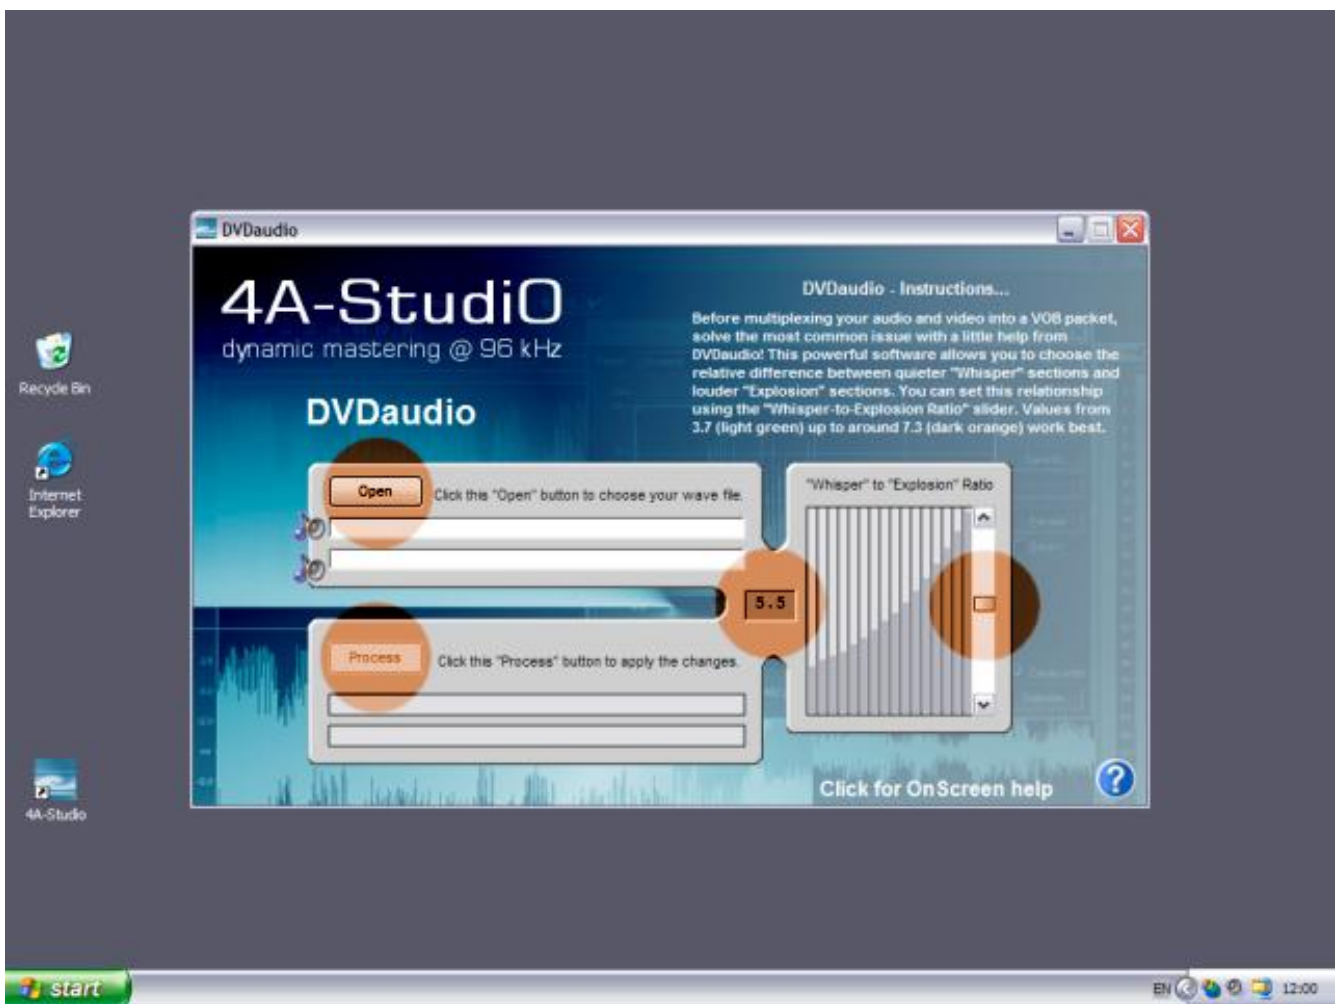 DVDaudio
4A-StudiO
dynamic mastering @ 96 kHz
DVDaudio
DVDaudio - Instructions...
Before multiplexing your audio and video into a VOB packet,
solve the most common issue with a little help from
DVDaudio! This powerful software allows you to choose the
relative difference between quieter "Whisper" sections and
louder "Explosion" sections. You can set this relationship
using the "Whisper-to-Explosion Ratio" slider. Values from
3.7 (light green) up to around 7.3 (dark orange) work best.
Recycle Bin
Internet
Explorer
Open
Click this "Open" button to choose your wave file.
"Whisper" to "Explosion" Ratio
5.5
Process
Click this "Process" button to apply the changes.
Click for OnScreen help
?
4A-Studio
start
EN
12:00